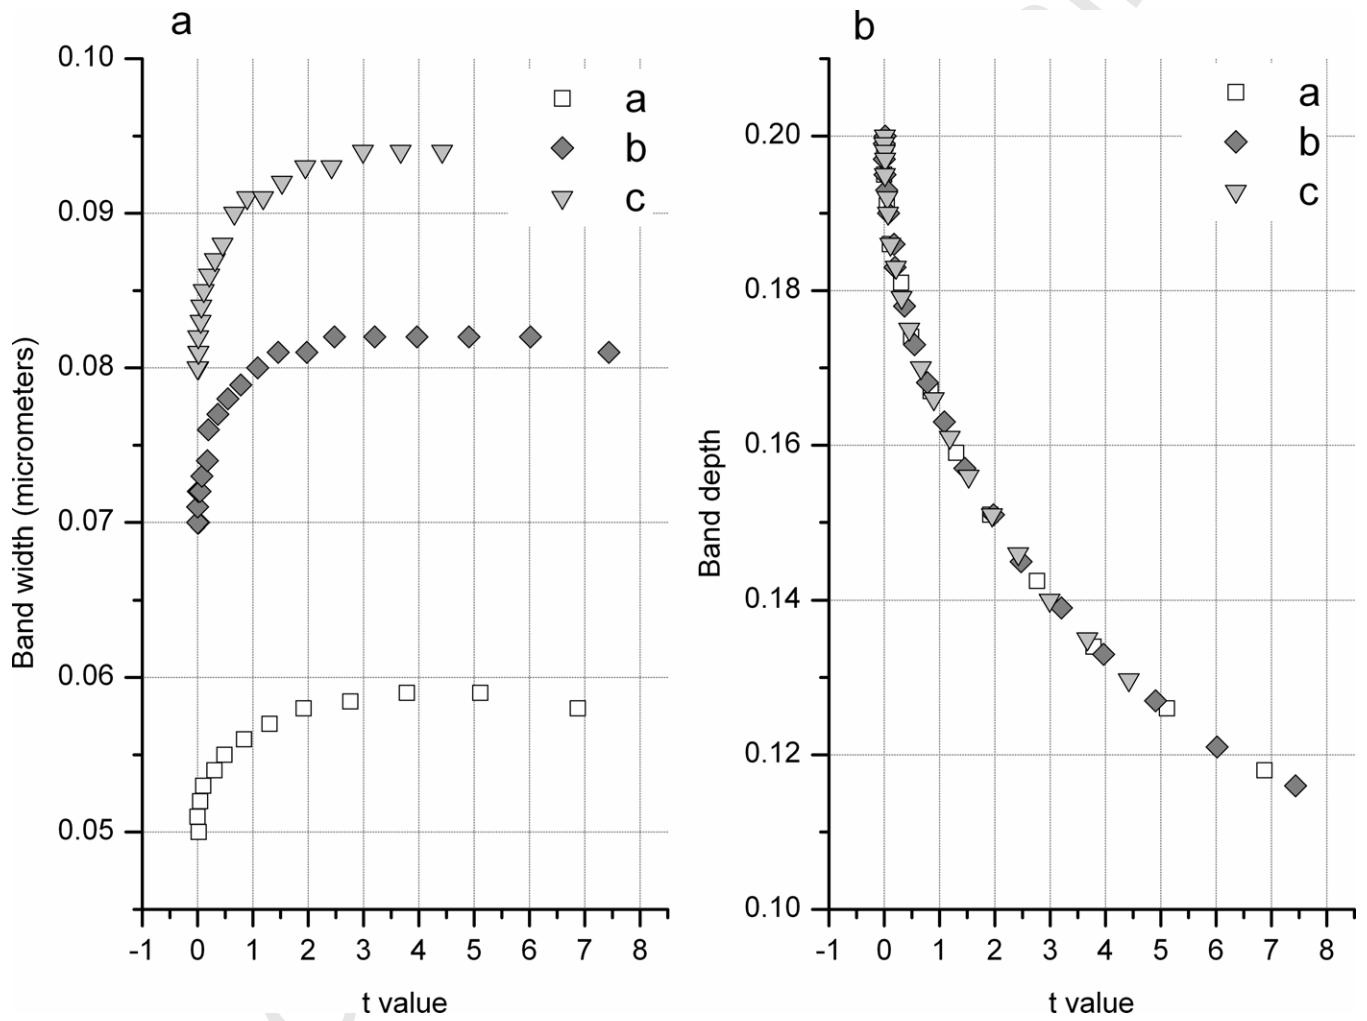 a
0.10
0.09
0.08
0.07
0.06
0.05
Band width (micrometers)
a
b
c
-1 0 1 2 3 4 5 6 7 8
t value
b
0.20
0.18
0.16
0.14
0.12
0.10
Band depth
a
b
c
-1 0 1 2 3 4 5 6 7 8
t value